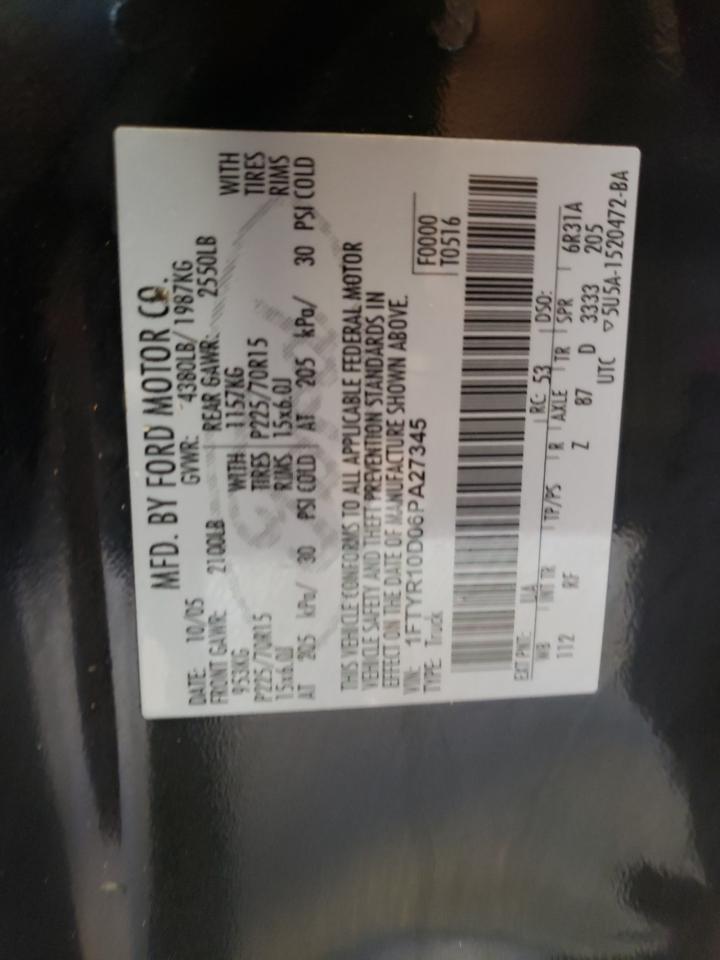 MFD. BY FORD MOTOR CO.
DATE: 10/05 GVWR: 4380LB/ 1987KG
FRONT GAWR: 2100LB REAR GAWR: 2550LB
953KG WITH 1157KG WITH
P225/70R15 TIRES P225/70R15 TIRES
15x6.0J RIMS 15x6.0J RIMS
AT 205 kPa/ 30 PSI COLD AT 205 kPa/ 30 PSI COLD
THIS VEHICLE CONFORMS TO ALL APPLICABLE FEDERAL MOTOR
VEHICLE SAFETY AND THEFT PREVENTION STANDARDS IN
EFFECT ON THE DATE OF MANUFACTURE SHOWN ABOVE.
VIN: 1FTYR10D06PA27345 F0000
TYPE: Truck T0516
EXT PNT: UA RC: 53 DSO:
WB INT TR TP/PS R AXLE TR SPR 6R31A
112 RF Z 87 D 3333 205
UTC ▽5U5A-1520472-BA